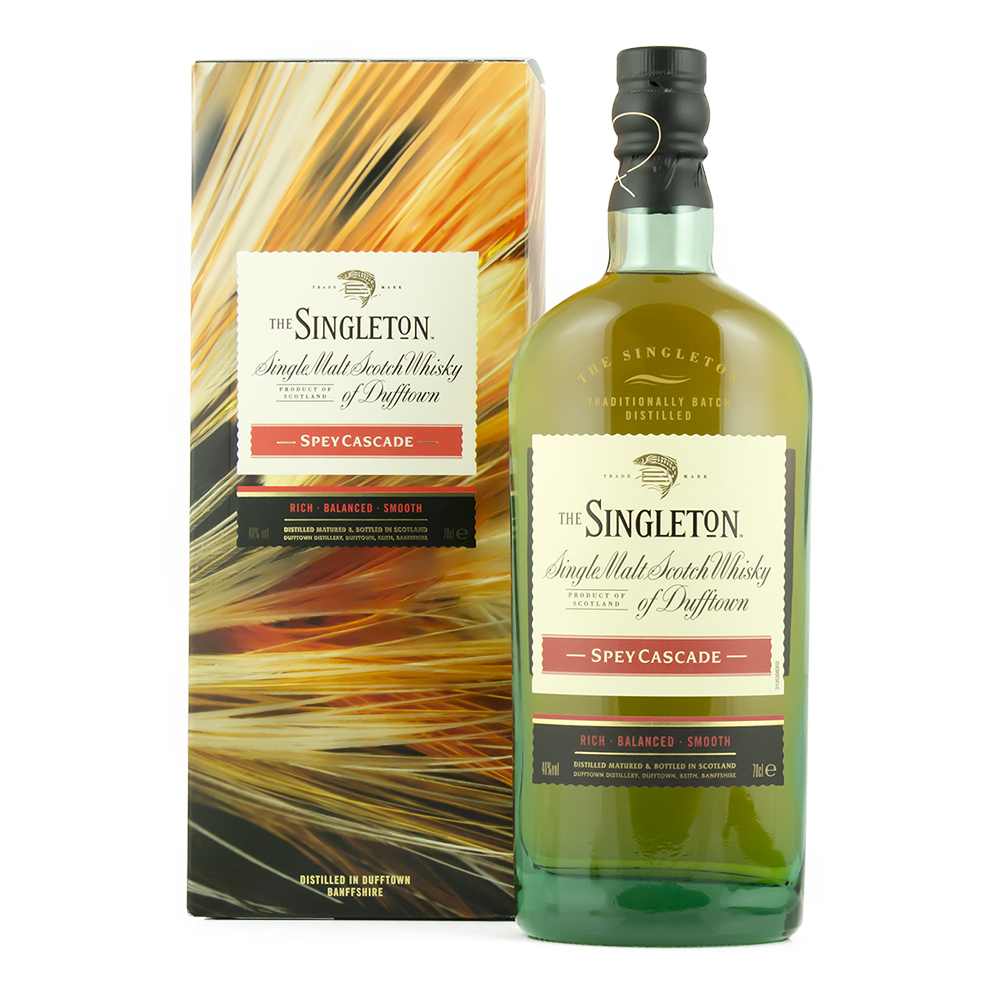 TRADE MARK
THE SINGLETON™
Single Malt Scotch Whisky
PRODUCT OF
SCOTLAND
of Dufftown
SPEY CASCADE
RICH · BALANCED · SMOOTH
DISTILLED MATURED & BOTTLED IN SCOTLAND
DUFFTOWN DISTILLERY, DUFFTOWN, KEITH, BANFFSHIRE
40% vol
70cl e
DISTILLED IN DUFFTOWN
BANFFSHIRE
THE SINGLETON
TRADITIONALLY BATCH
DISTILLED
TRADE MARK
THE SINGLETON™
Single Malt Scotch Whisky
PRODUCT OF
SCOTLAND
of Dufftown
SPEY CASCADE
RICH · BALANCED · SMOOTH
DISTILLED MATURED & BOTTLED IN SCOTLAND
DUFFTOWN DISTILLERY, DUFFTOWN, KEITH, BANFFSHIRE
40%vol
70cl e